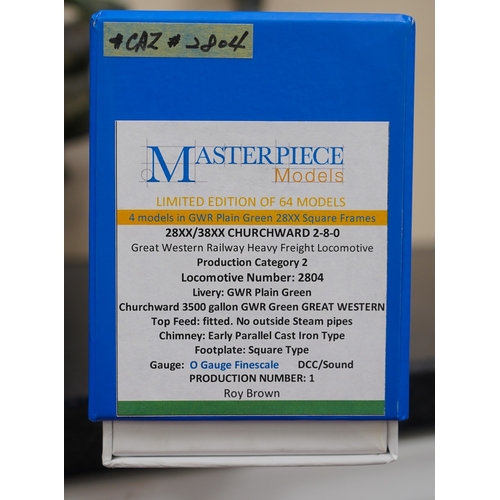 *CAZ # 2804
MASTERPIECE
Models
LIMITED EDITION OF 64 MODELS
4 models in GWR Plain Green 28XX Square Frames
28XX/38XX CHURCHWARD 2-8-0
Great Western Railway Heavy Freight Locomotive
Production Category 2
Locomotive Number: 2804
Livery: GWR Plain Green
Churchward 3500 gallon GWR Green GREAT WESTERN
Top Feed: fitted. No outside Steam pipes
Chimney: Early Parallel Cast Iron Type
Footplate: Square Type
Gauge: O Gauge Finescale DCC/Sound
PRODUCTION NUMBER: 1
Roy Brown